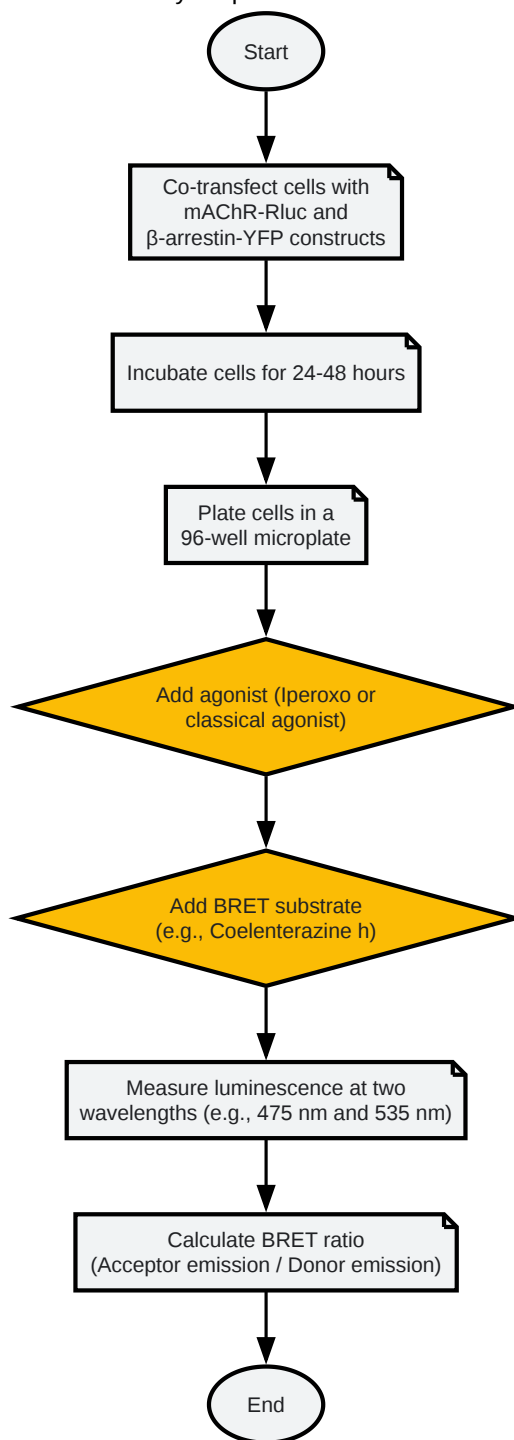 Start
Co-transfect cells with
mAChR-Rluc and
β-arrestin-YFP constructs
Incubate cells for 24-48 hours
Plate cells in a
96-well microplate
Add agonist (Iperoxo or
classical agonist)
Add BRET substrate
(e.g., Coelenterazine h)
Measure luminescence at two
wavelengths (e.g., 475 nm and 535 nm)
Calculate BRET ratio
(Acceptor emission / Donor emission)
End